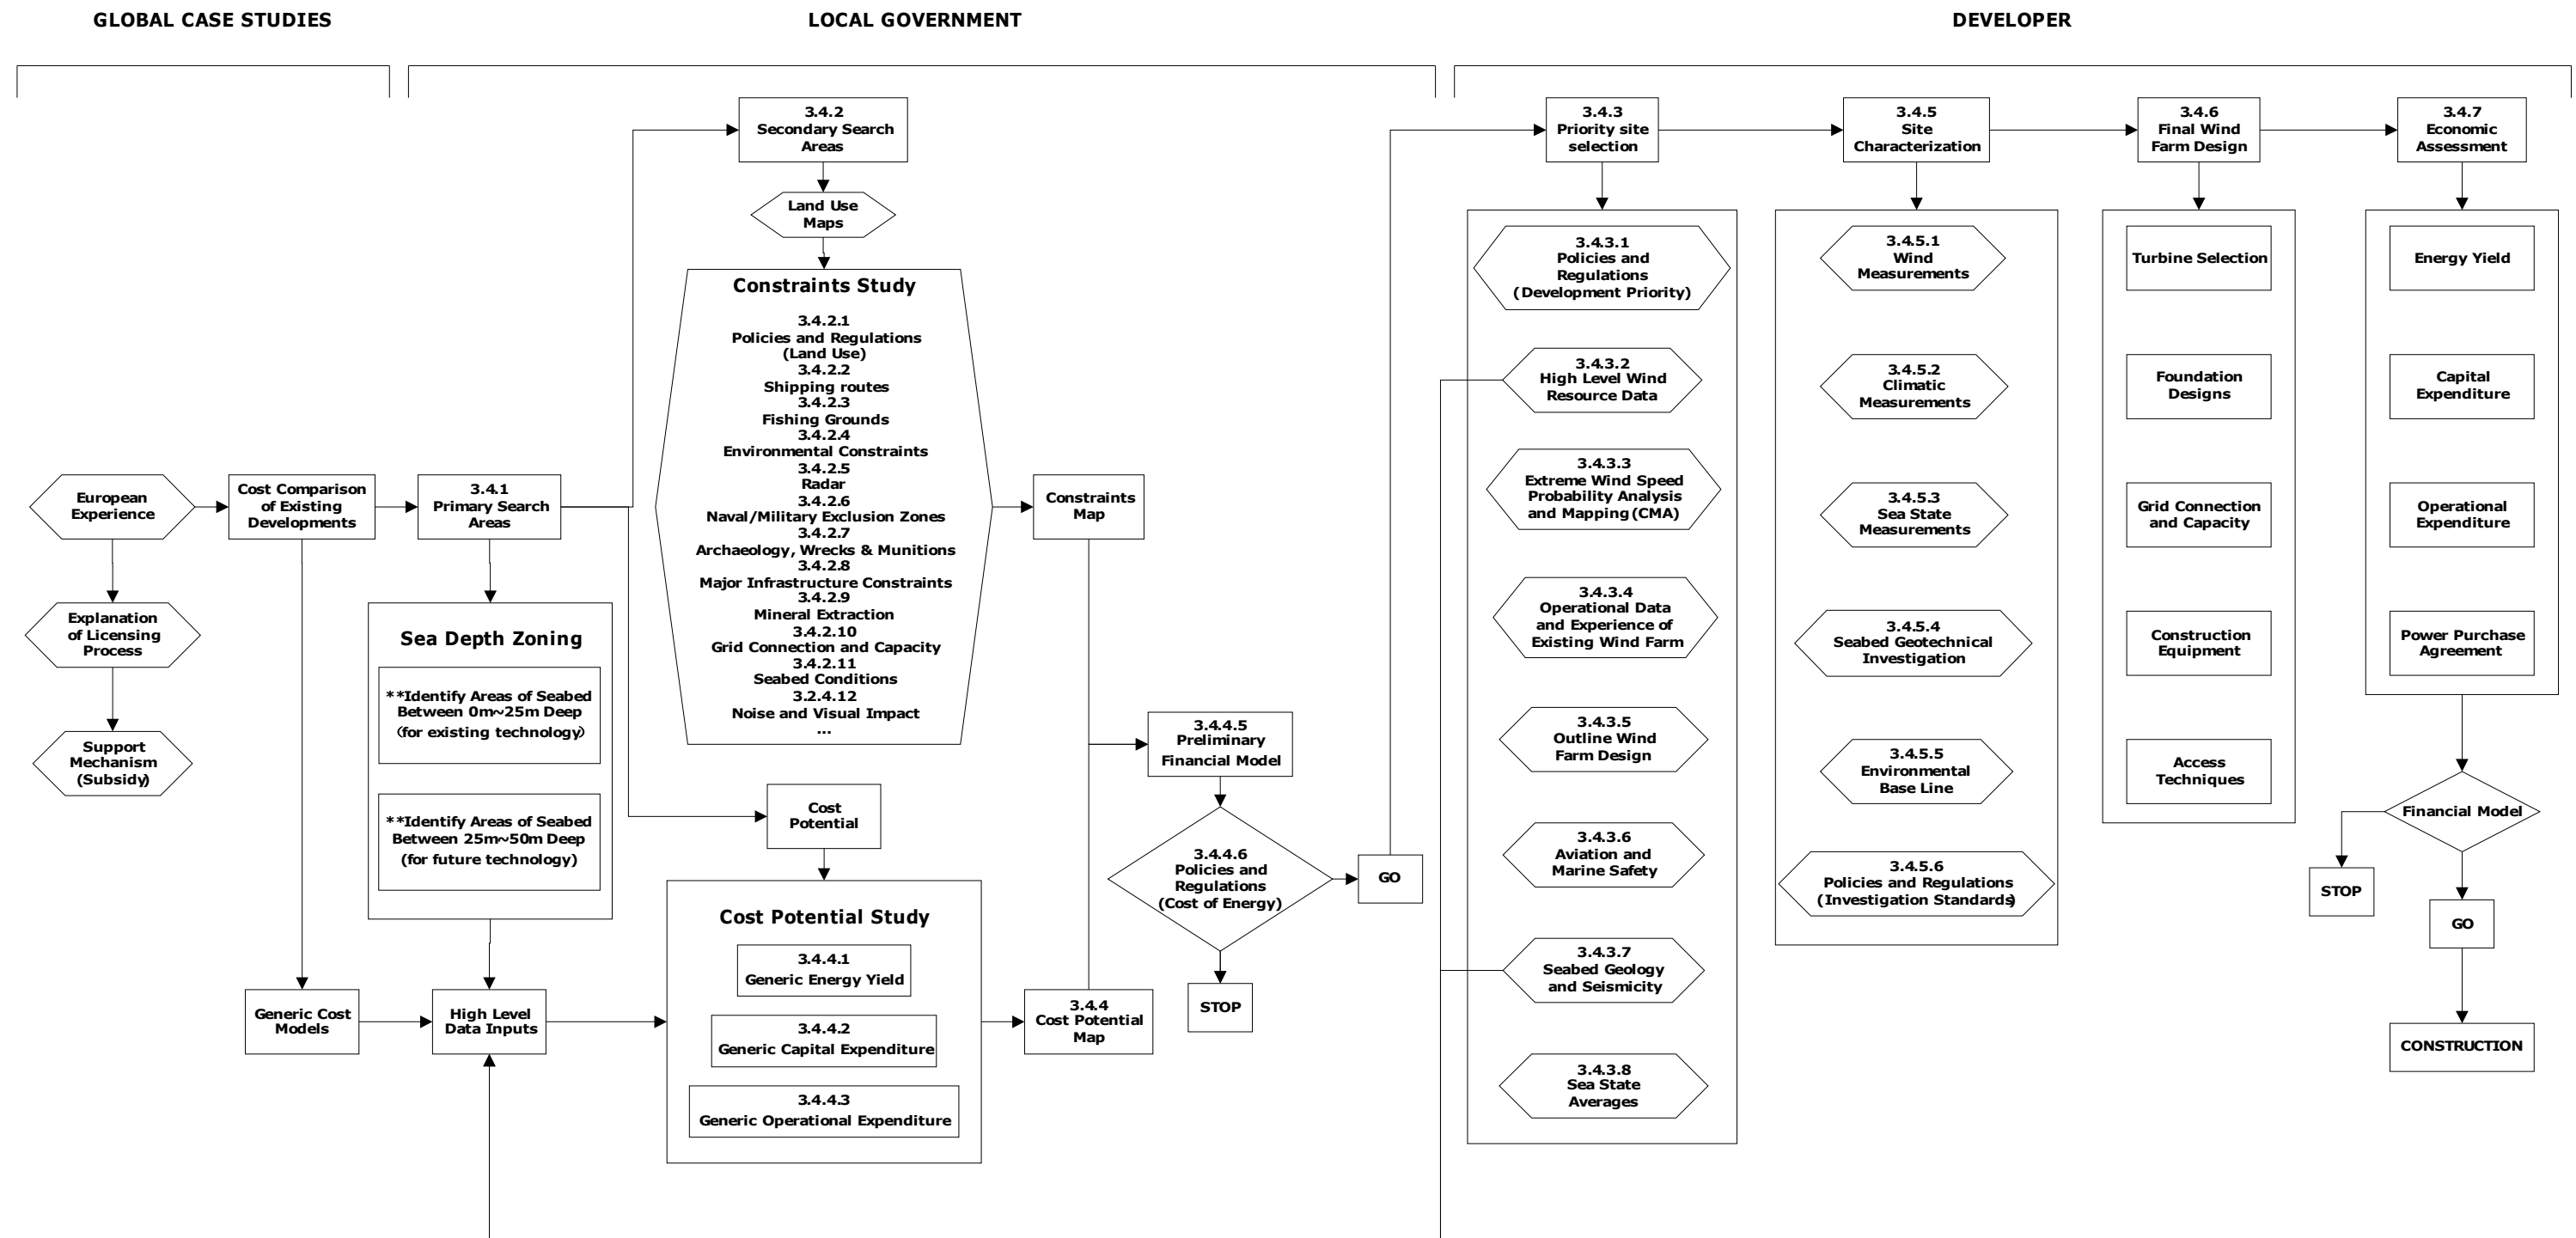 GLOBAL CASE STUDIES
LOCAL GOVERNMENT
DEVELOPER
European
Experience
Explanation
of Licensing
Process
Support
Mechanism
(Subsidy)
Cost Comparison
of Existing
Developments
Generic Cost
Models
3.4.1
Primary Search
Areas
Sea Depth Zoning
**Identify Areas of Seabed
Between 0m~25m Deep
(for existing technology)
**Identify Areas of Seabed
Between 25m~50m Deep
(for future technology)
High Level
Data Inputs
3.4.2
Secondary Search
Areas
Land Use
Maps
Constraints Study
3.4.2.1
Policies and Regulations
(Land Use)
3.4.2.2
Shipping routes
3.4.2.3
Fishing Grounds
3.4.2.4
Environmental Constraints
3.4.2.5
Radar
3.4.2.6
Naval/Military Exclusion Zones
3.4.2.7
Archaeology, Wrecks & Munitions
3.4.2.8
Major Infrastructure Constraints
3.4.2.9
Mineral Extraction
3.4.2.10
Grid Connection and Capacity
3.4.2.11
Seabed Conditions
3.2.4.12
Noise and Visual Impact
...
Cost
Potential
Cost Potential Study
3.4.4.1
Generic Energy Yield
3.4.4.2
Generic Capital Expenditure
3.4.4.3
Generic Operational Expenditure
Constraints
Map
3.4.4
Cost Potential
Map
3.4.4.5
Preliminary
Financial Model
3.4.4.6
Policies and
Regulations
(Cost of Energy)
STOP
GO
3.4.3
Priority site
selection
3.4.3.1
Policies and
Regulations
(Development Priority)
3.4.3.2
High Level Wind
Resource Data
3.4.3.3
Extreme Wind Speed
Probability Analysis
and Mapping (CMA)
3.4.3.4
Operational Data
and Experience of
Existing Wind Farm
3.4.3.5
Outline Wind
Farm Design
3.4.3.6
Aviation and
Marine Safety
3.4.3.7
Seabed Geology
and Seismicity
3.4.3.8
Sea State
Averages
3.4.5
Site
Characterization
3.4.5.1
Wind
Measurements
3.4.5.2
Climatic
Measurements
3.4.5.3
Sea State
Measurements
3.4.5.4
Seabed Geotechnical
Investigation
3.4.5.5
Environmental
Base Line
3.4.5.6
Policies and Regulations
(Investigation Standards)
3.4.6
Final Wind
Farm Design
Turbine Selection
Foundation
Designs
Grid Connection
and Capacity
Construction
Equipment
Access
Techniques
3.4.7
Economic
Assessment
Energy Yield
Capital
Expenditure
Operational
Expenditure
Power Purchase
Agreement
Financial Model
STOP
GO
CONSTRUCTION